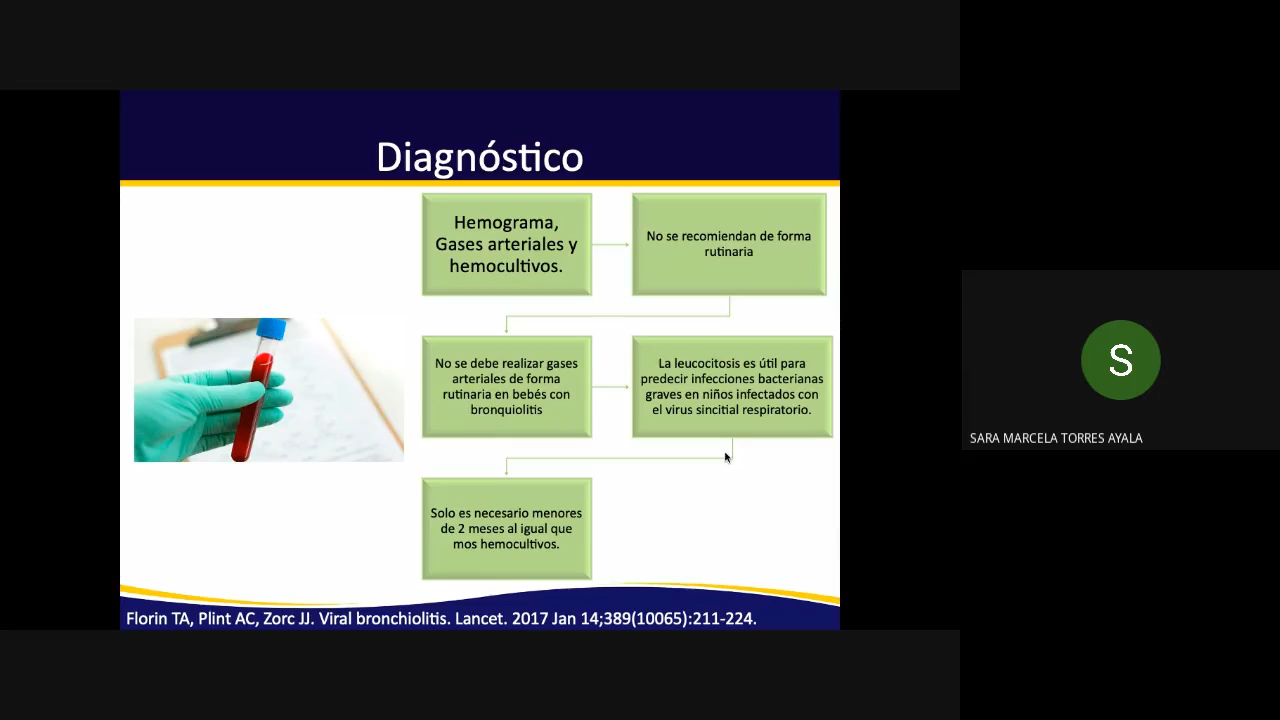 Diagnóstico
Hemograma,
Gases arteriales y
hemocultivos.
No se recomiendan de forma
rutinaria
No se debe realizar gases
arteriales de forma
rutinaria en bebés con
bronquiolitis
La leucocitosis es útil para
predecir infecciones bacterianas
graves en niños infectados con
el virus sincitial respiratorio.
Solo es necesario menores
de 2 meses al igual que
mos hemocultivos.
Florin TA, Plint AC, Zorc JJ. Viral bronchiolitis. Lancet. 2017 Jan 14;389(10065):211-224.
S
SARA MARCELA TORRES AYALA